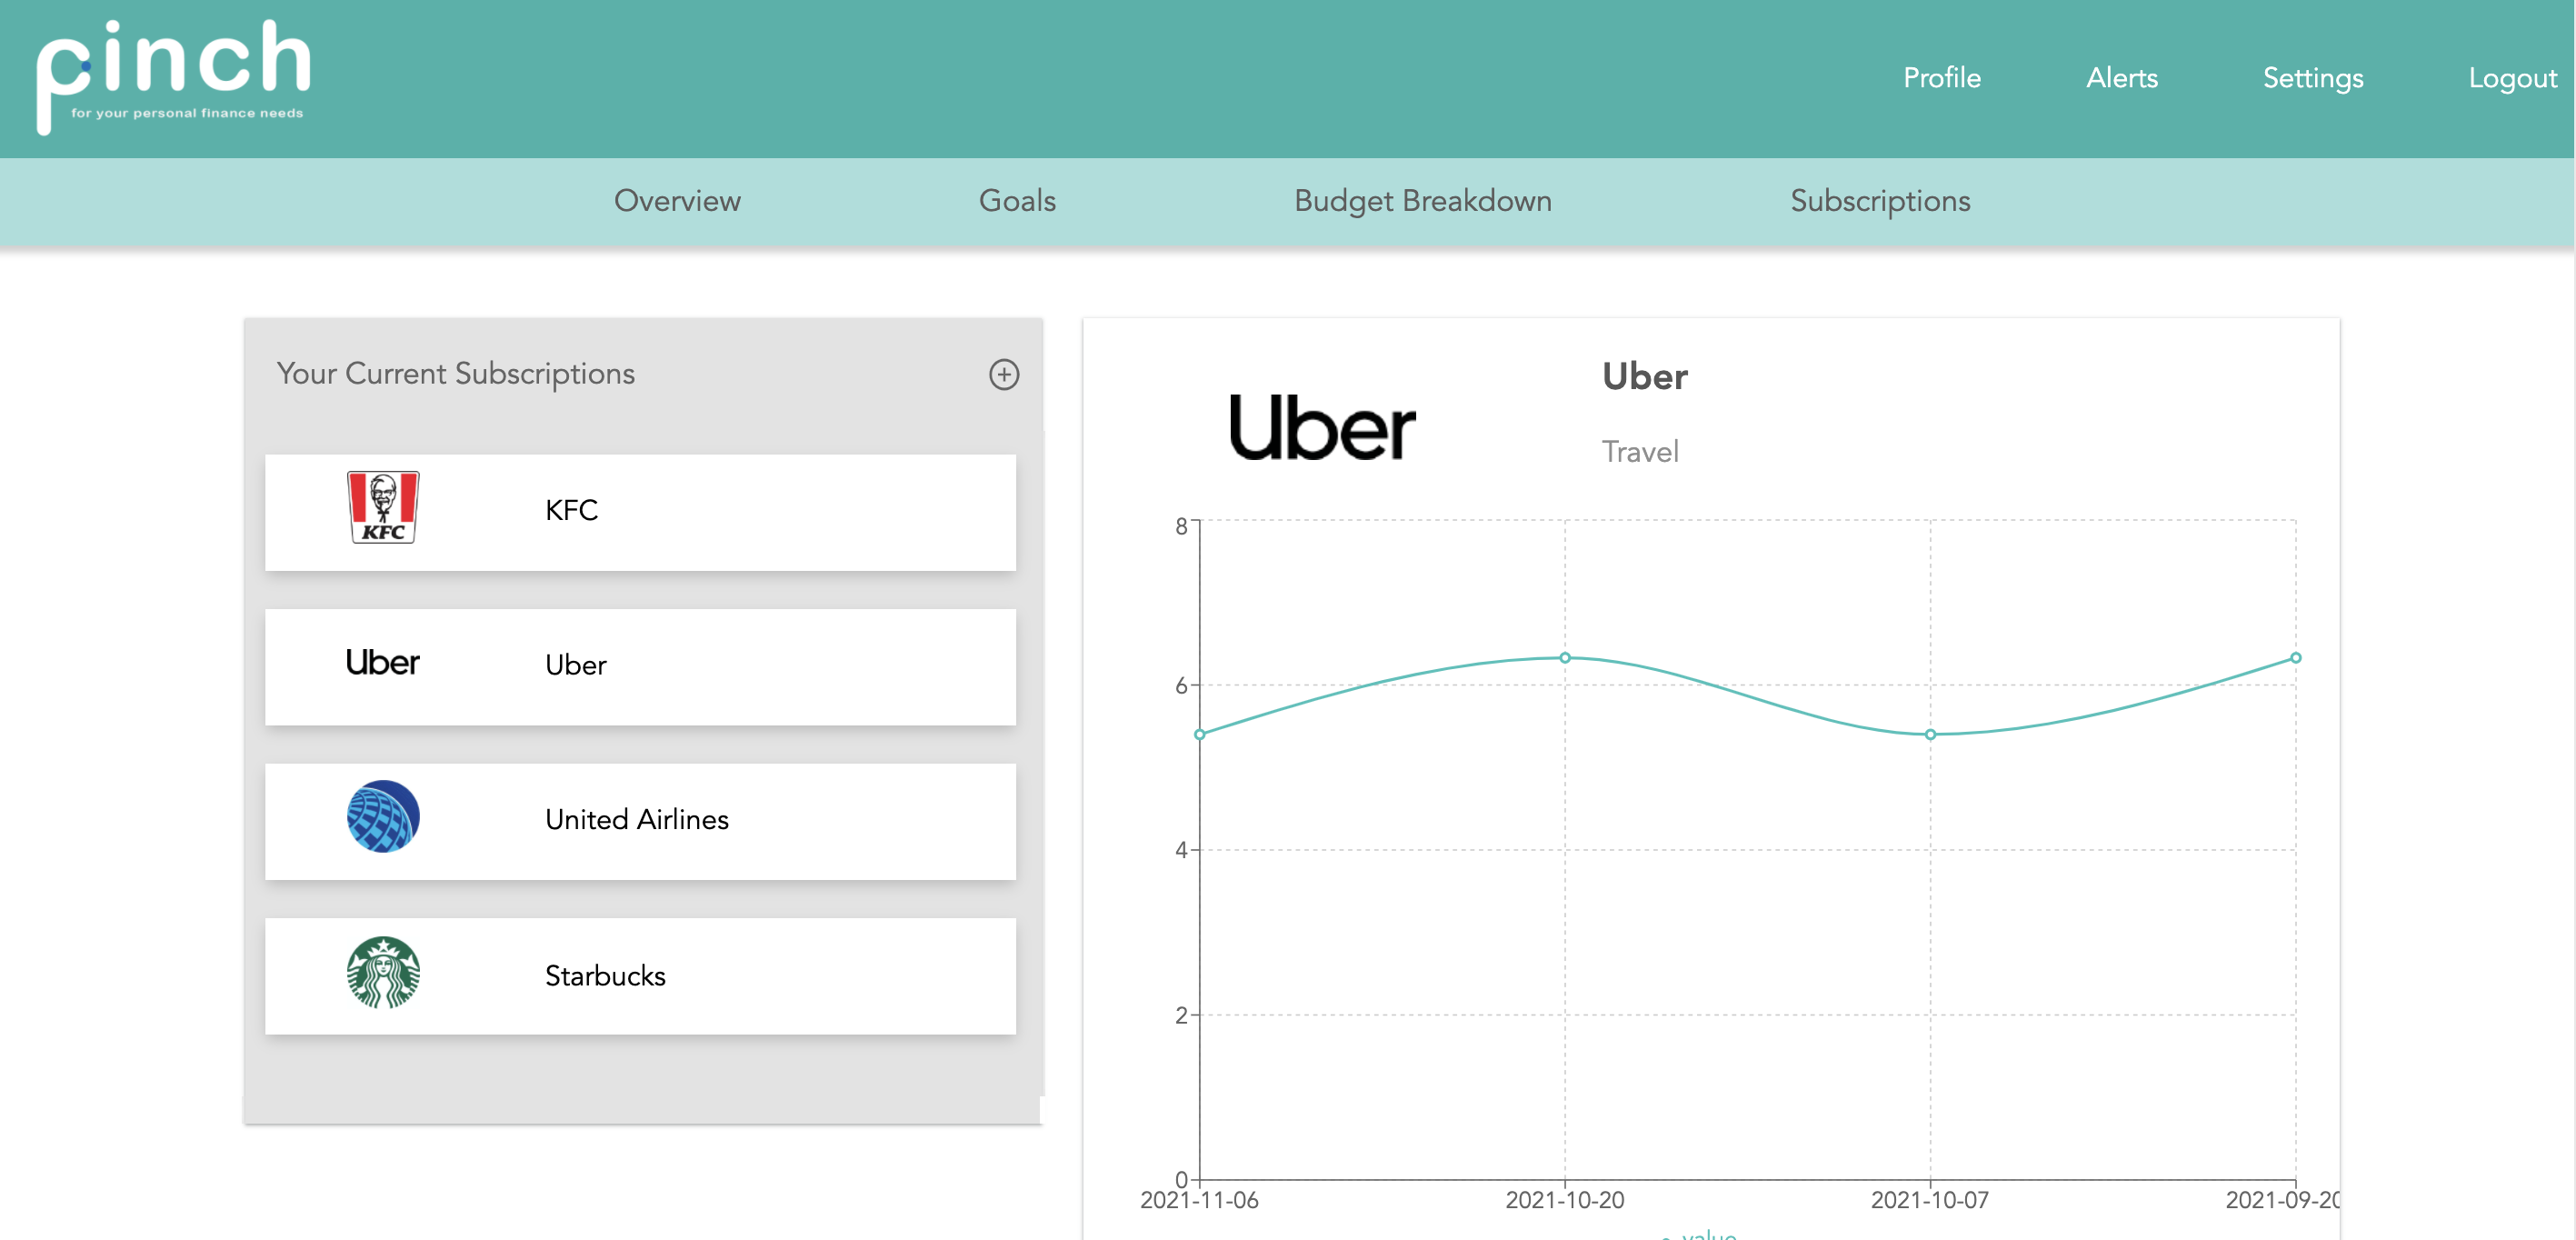 pinch
for your personal finance needs
Profile Alerts Settings Logout
Overview Goals Budget Breakdown Subscriptions
Your Current Subscriptions
KFC KFC
Uber Uber
United Airlines
Starbucks
Uber Uber
Travel
8
6
4
2
0
2021-11-06 2021-10-20 2021-10-07 2021-09-20
value